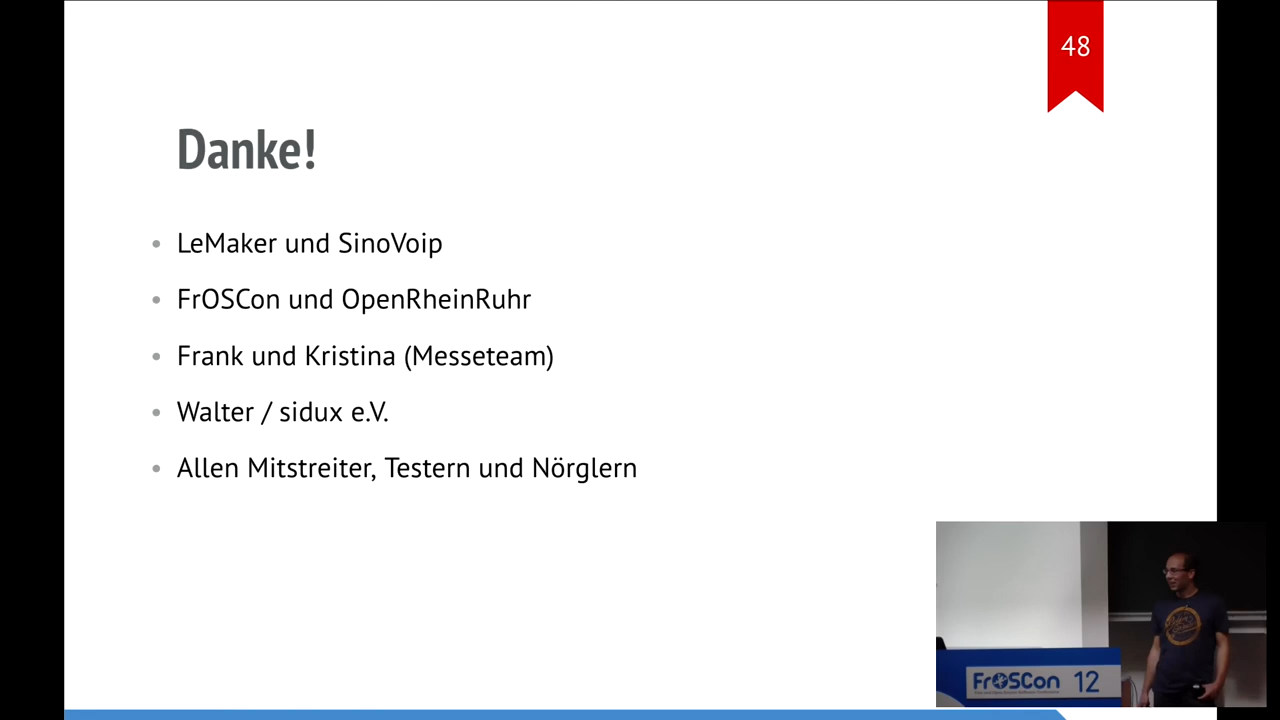 48
Danke!
LeMaker und SinoVoip
FrOSCon und OpenRheinRuhr
Frank und Kristina (Messeteam)
Walter / sidux e.V.
Allen Mitstreiter, Testern und Nörglern
FrOSCon 12